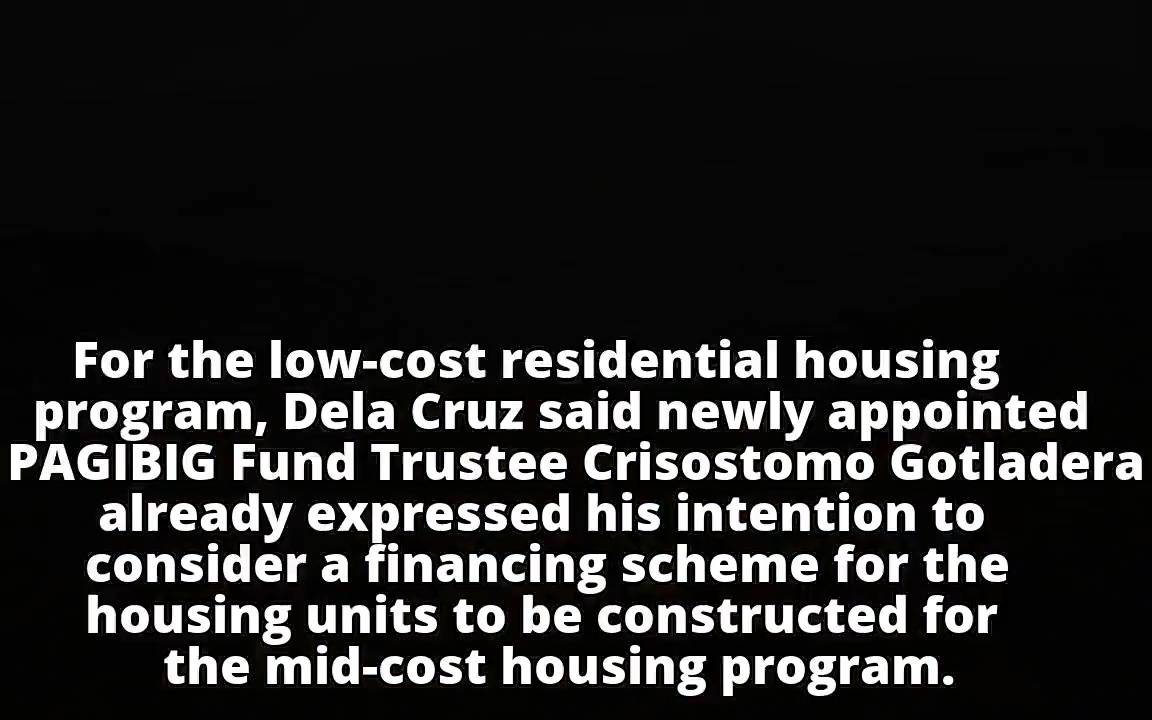 For the low-cost residential housing
program, Dela Cruz said newly appointed
PAGIBIG Fund Trustee Crisostomo Gotladera
already expressed his intention to
consider a financing scheme for the
housing units to be constructed for
the mid-cost housing program.